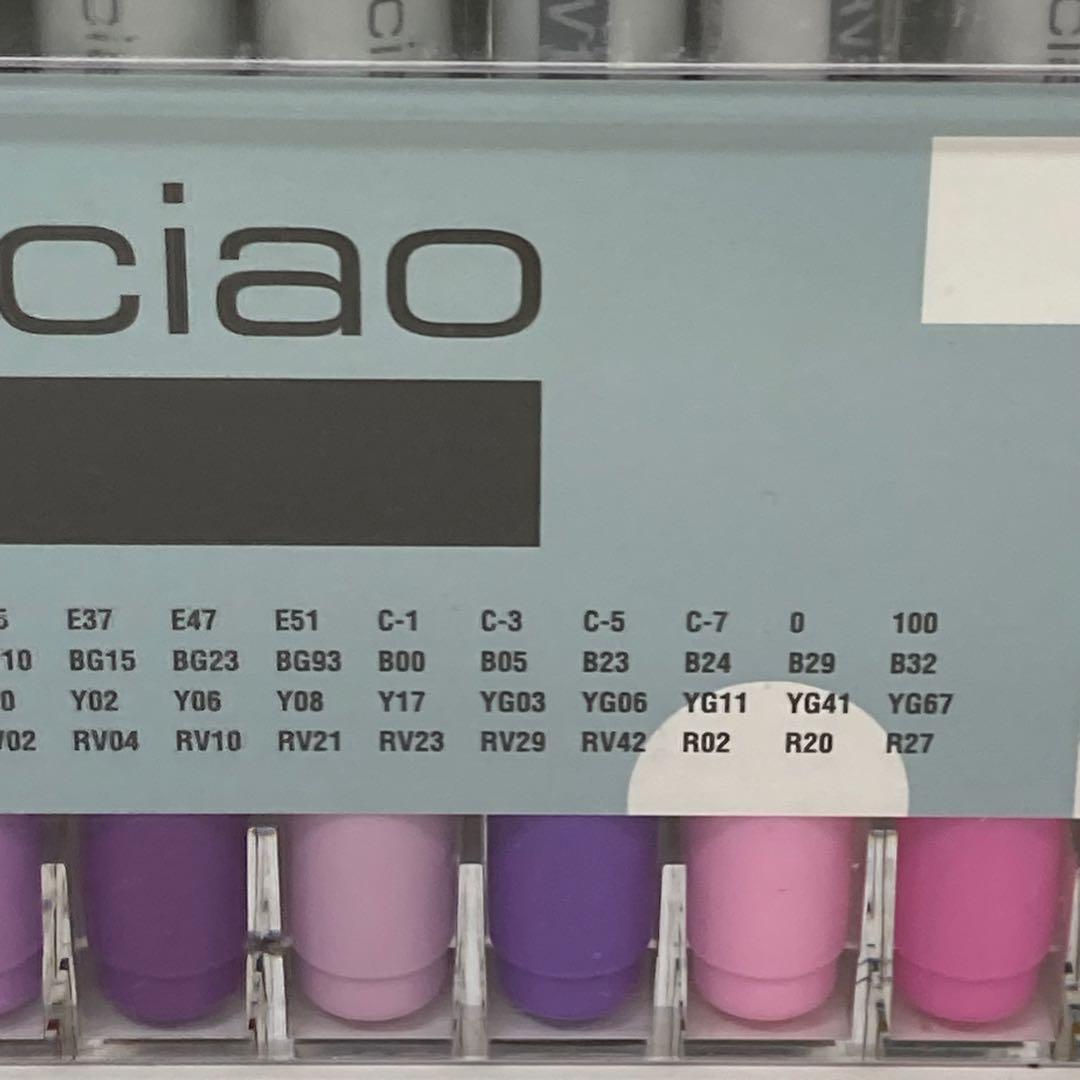 ciao
E37 E47 E51 C-1 C-3 C-5 C-7 0 100
BG15 BG23 BG93 B00 B05 B23 B24 B29 B32
Y02 Y06 Y08 Y17 YG03 YG06 YG11 YG41 YG67
RV04 RV10 RV21 RV23 RV29 RV42 R02 R20 R27